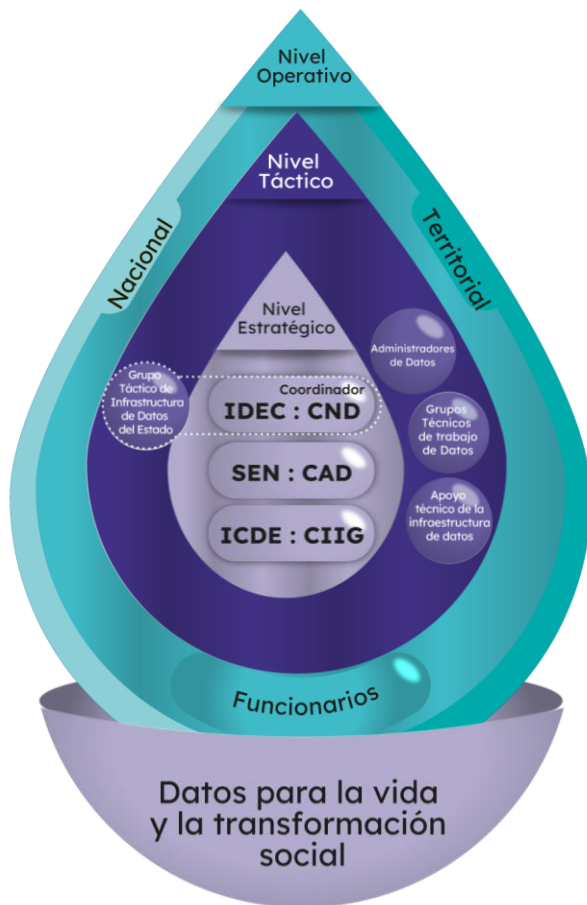 Nivel
Operativo
Nivel
Táctico
Nacional
Territorial
Nivel
Estratégico
Administradores
de Datos
Grupo
Táctico de
Infrastructura
de Datos
del Estado
Coordinador
IDEC : CND
Grupos
Técnicos
de trabajo
de Datos
SEN : CAD
Apoyo
técnico de la
infraestructura
de datos
ICDE : CIIG
Funcionarios
Datos para la vida
y la transformación
social